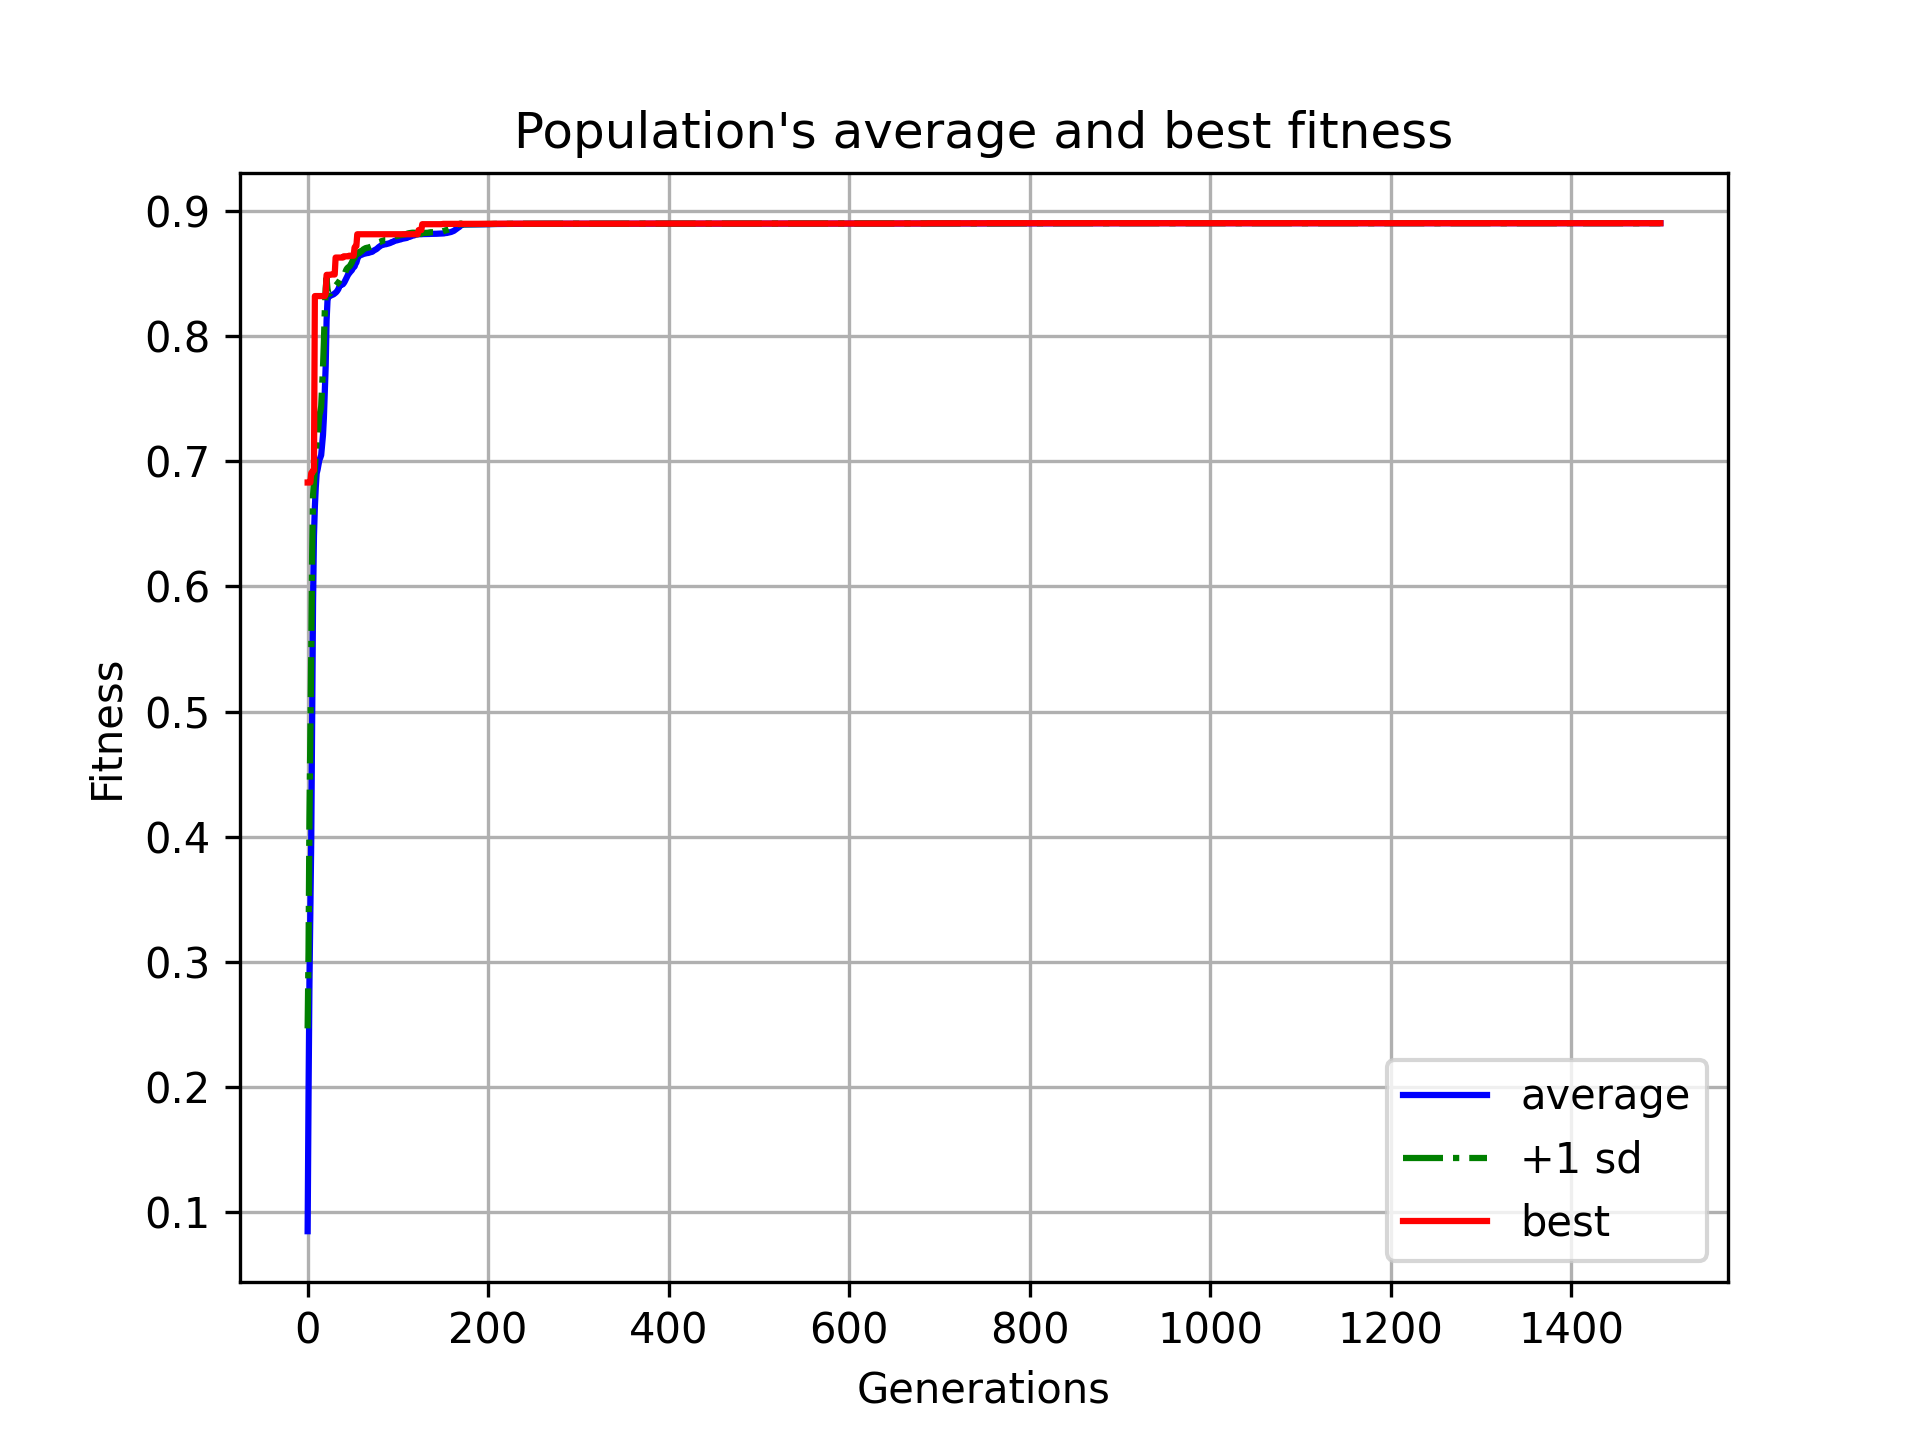 Population's average and best fitness
0.9
0.8
0.7
0.6
0.5
0.4
0.3
0.2
0.1
Fitness
average
+1 sd
best
0 200 400 600 800 1000 1200 1400
Generations